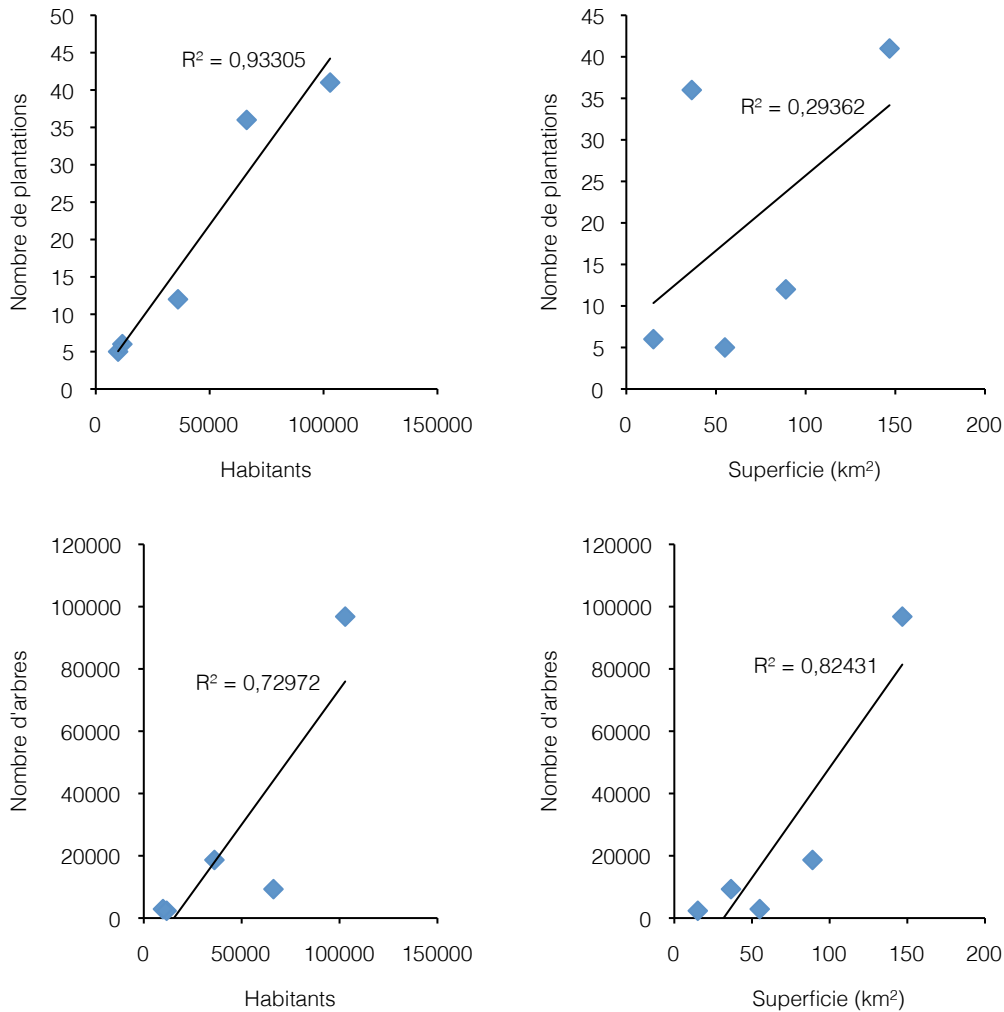 50
45
40
35
30
25
20
15
10
5
0
Nombre de plantations
R² = 0,93305
0 50000 100000 150000
Habitants
45
40
35
30
25
20
15
10
5
0
Nombre de plantations
R² = 0,29362
0 50 100 150 200
Superficie (km²)
120000
100000
80000
60000
40000
20000
0
Nombre d'arbres
R² = 0,72972
0 50000 100000 150000
Habitants
120000
100000
80000
60000
40000
20000
0
Nombre d'arbres
R² = 0,82431
0 50 100 150 200
Superficie (km²)